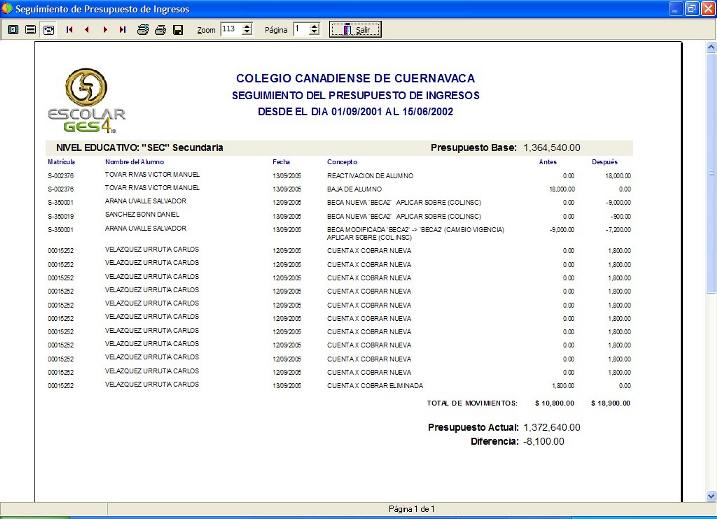 Seguimiento de Presupuesto de Ingresos
Zoom 113 Página 1 Salir
ESCOLAR
GES4
COLEGIO CANADIENSE DE CUERNAVACA
SEGUIMIENTO DEL PRESUPUESTO DE INGRESOS
DESDE EL DIA 01/09/2001 AL 15/06/2002
NIVEL EDUCATIVO: "SEC" Secundaria Presupuesto Base: 1,364,540.00
Matrícula Nombre del Alumno Fecha Concepto Antes Después
S-002376 TOVAR RIVAS VICTOR MANUEL 13/09/2005 REACTIVACION DE ALUMNO 0.00 18,000.00
S-002376 TOVAR RIVAS VICTOR MANUEL 13/09/2005 BAJA DE ALUMNO 18,000.00 0.00
S-350001 ARANA UVALLE SALVADOR 12/09/2005 BECA NUEVA 'BECA2' APLICAR SOBRE (COLINSC) 0.00 -9,000.00
S-350019 SANCHEZ BONN DANIEL 13/09/2005 BECA NUEVA 'BECA2' APLICAR SOBRE (COLINSC) 0.00 -900.00
S-350001 ARANA UVALLE SALVADOR 13/09/2005 BECA MODIFICADA 'BECA2' -> 'BECA2' (CAMBIO VIGENCIA) -9,000.00 -7,200.00
APLICAR SOBRE (COL INSC)
00015252 VELAZQUEZ URRUTIA CARLOS 12/09/2005 CUENTA X COBRAR NUEVA 0.00 1,800.00
00015252 VELAZQUEZ URRUTIA CARLOS 12/09/2005 CUENTA X COBRAR NUEVA 0.00 1,800.00
00015252 VELAZQUEZ URRUTIA CARLOS 12/09/2005 CUENTA X COBRAR NUEVA 0.00 1,800.00
00015252 VELAZQUEZ URRUTIA CARLOS 12/09/2005 CUENTA X COBRAR NUEVA 0.00 1,800.00
00015252 VELAZQUEZ URRUTIA CARLOS 12/09/2005 CUENTA X COBRAR NUEVA 0.00 1,800.00
00015252 VELAZQUEZ URRUTIA CARLOS 12/09/2005 CUENTA X COBRAR NUEVA 0.00 1,800.00
00015252 VELAZQUEZ URRUTIA CARLOS 12/09/2005 CUENTA X COBRAR NUEVA 0.00 1,800.00
00015252 VELAZQUEZ URRUTIA CARLOS 12/09/2005 CUENTA X COBRAR NUEVA 0.00 1,800.00
00015252 VELAZQUEZ URRUTIA CARLOS 12/09/2005 CUENTA X COBRAR NUEVA 0.00 1,800.00
00015252 VELAZQUEZ URRUTIA CARLOS 12/09/2005 CUENTA X COBRAR NUEVA 0.00 1,800.00
00015252 VELAZQUEZ URRUTIA CARLOS 13/09/2005 CUENTA X COBRAR ELIMINADA 1,800.00 0.00
TOTAL DE MOVIMIENTOS: $ 10,800.00 $ 18,900.00
Presupuesto Actual: 1,372,640.00
Diferencia: -8,100.00
Página 1 de 1